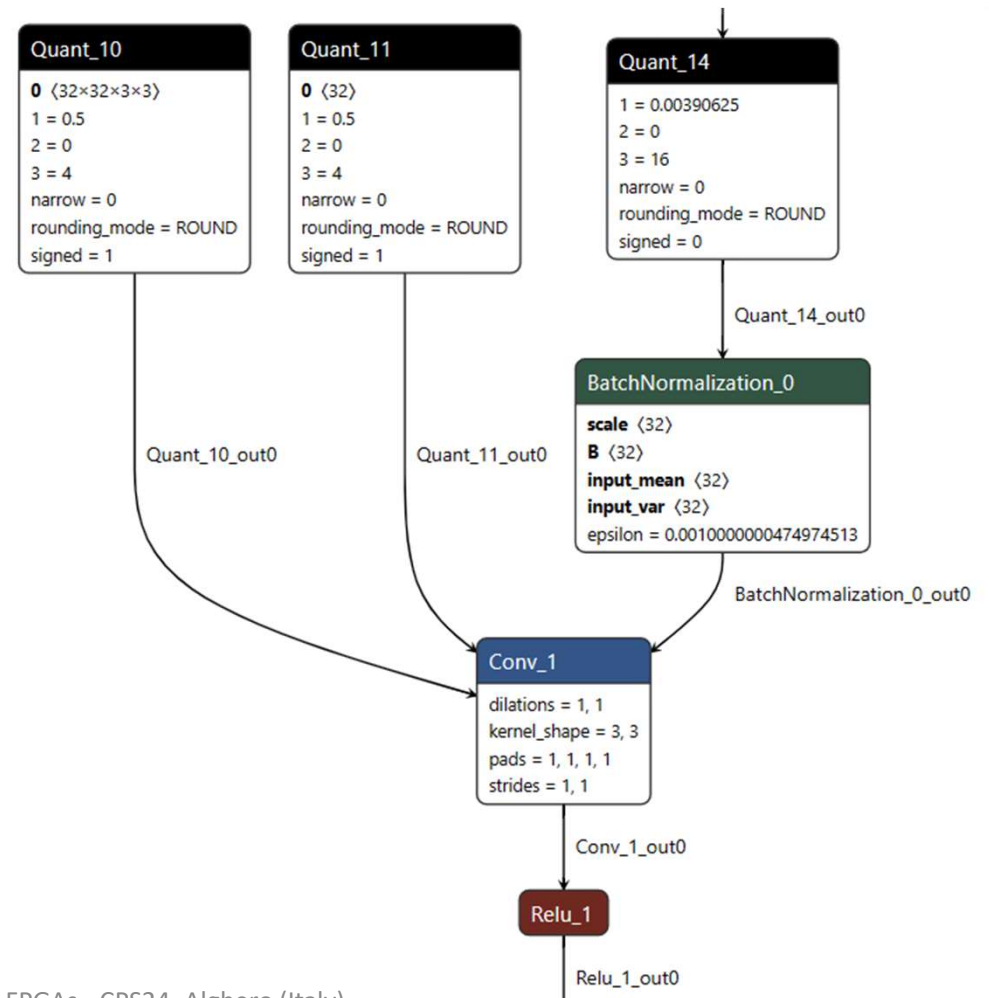 Quant_10
0 ⟨32×32×3×3⟩
1 = 0.5
2 = 0
3 = 4
narrow = 0
rounding_mode = ROUND
signed = 1
Quant_11
0 ⟨32⟩
1 = 0.5
2 = 0
3 = 4
narrow = 0
rounding_mode = ROUND
signed = 1
Quant_14
1 = 0.00390625
2 = 0
3 = 16
narrow = 0
rounding_mode = ROUND
signed = 0
Quant_14_out0
BatchNormalization_0
scale ⟨32⟩
B ⟨32⟩
input_mean ⟨32⟩
input_var ⟨32⟩
epsilon = 0.0010000000474974513
Quant_10_out0
Quant_11_out0
BatchNormalization_0_out0
Conv_1
dilations = 1, 1
kernel_shape = 3, 3
pads = 1, 1, 1, 1
strides = 1, 1
Conv_1_out0
Relu_1
Relu_1_out0
(Italy)